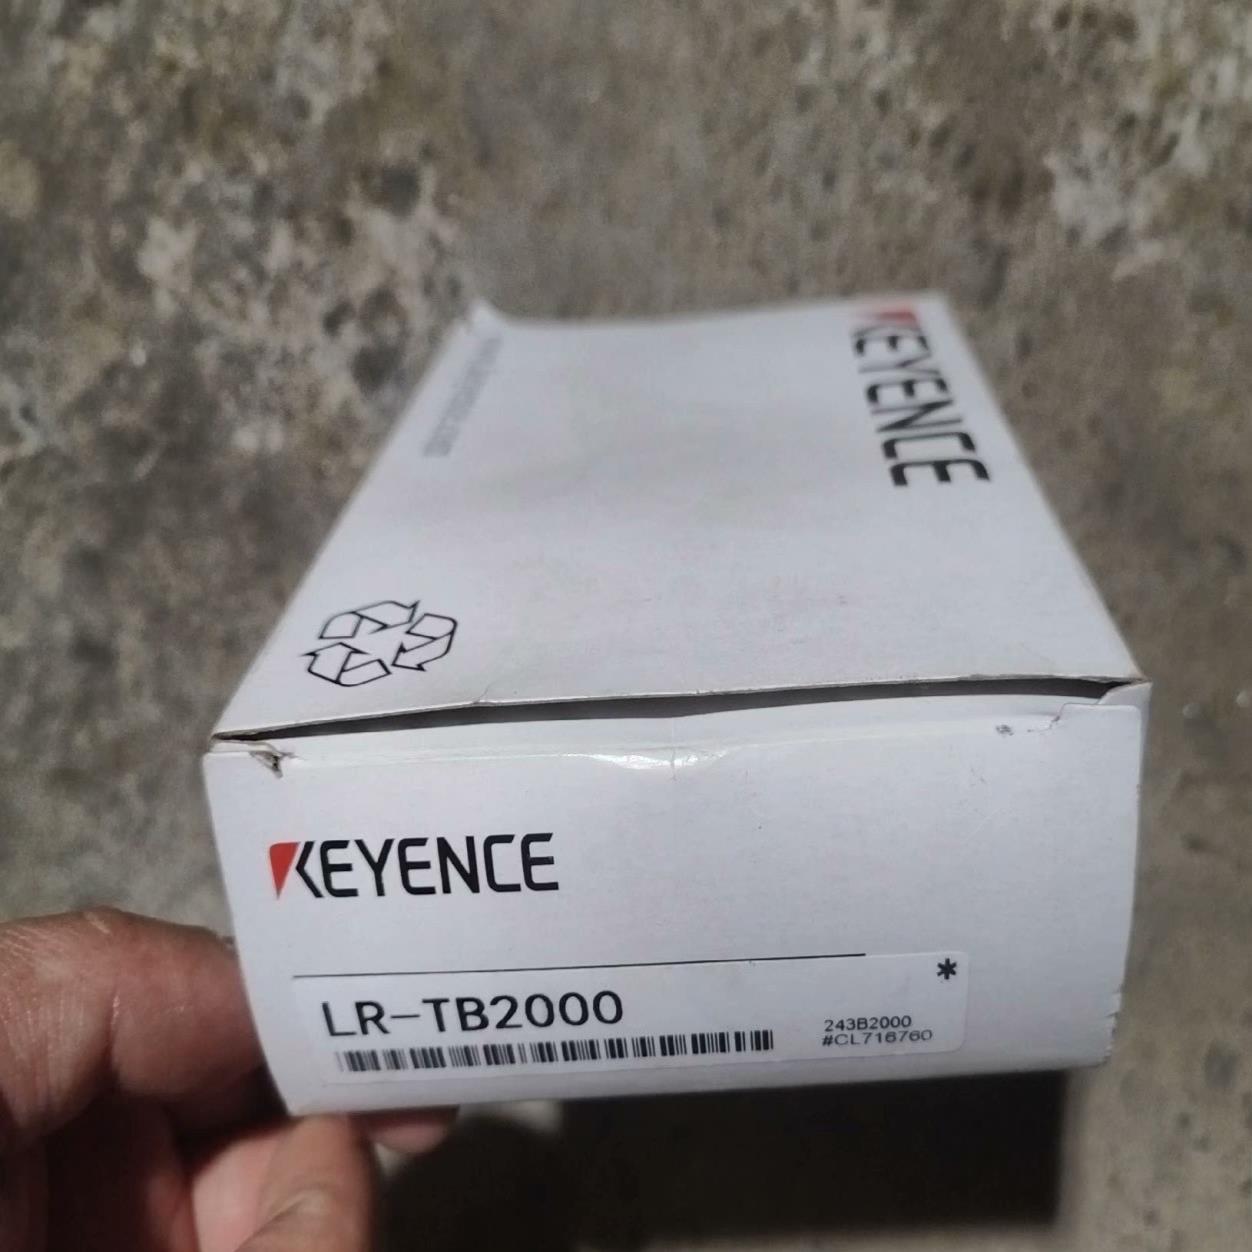 KEYENCE
KEYENCE
LR-TB2000
*
243B2000
#CL716760